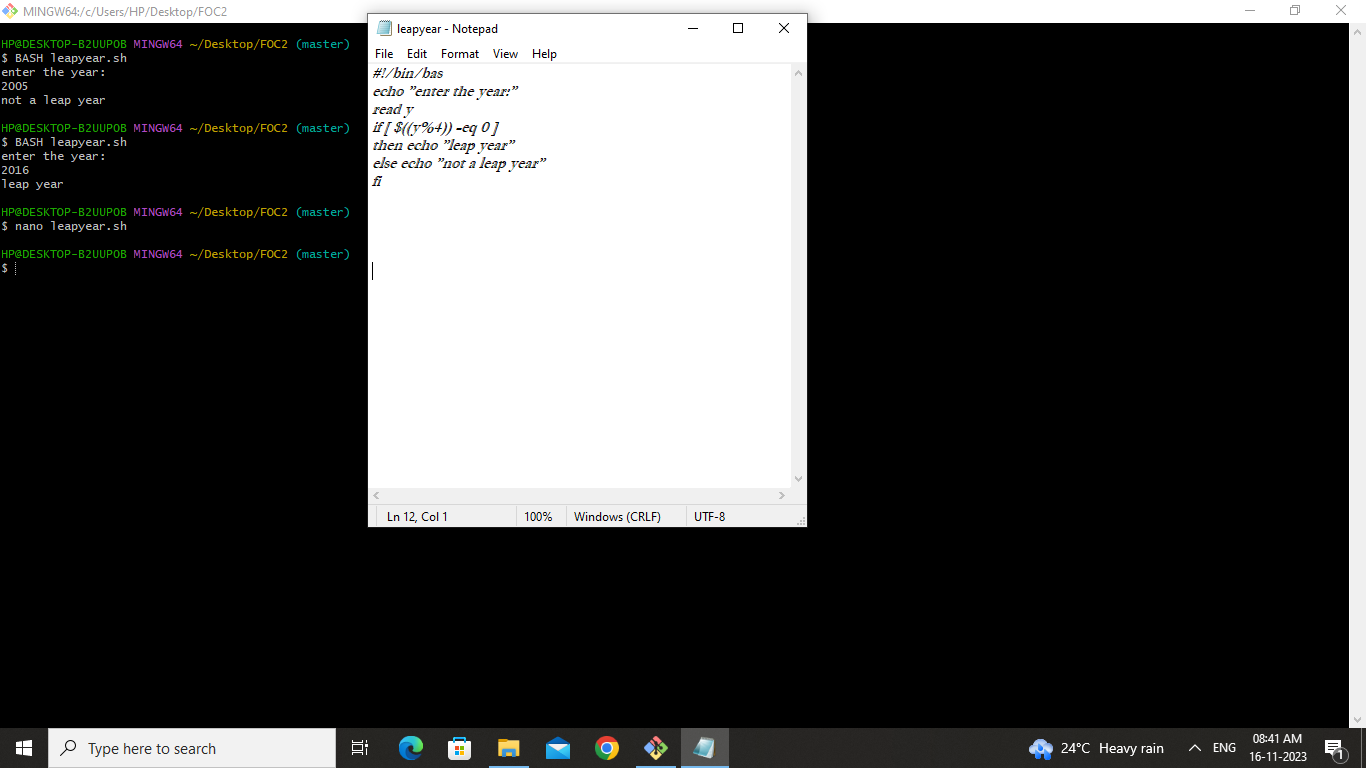 MINGW64:/c/Users/HP/Desktop/FOC2
HP@DESKTOP-B2UUPOB MINGW64 ~/Desktop/FOC2 (master)
$ BASH leapyear.sh
enter the year:
2005
not a leap year
HP@DESKTOP-B2UUPOB MINGW64 ~/Desktop/FOC2 (master)
$ BASH leapyear.sh
enter the year:
2016
leap year
HP@DESKTOP-B2UUPOB MINGW64 ~/Desktop/FOC2 (master)
$ nano leapyear.sh
HP@DESKTOP-B2UUPOB MINGW64 ~/Desktop/FOC2 (master)
$
leapyear - Notepad
File Edit Format View Help
#!/bin/bas
echo "enter the year:"
read y
if [ $((y%4)) -eq 0 ]
then echo "leap year"
else echo "not a leap year"
fi
Ln 12, Col 1 100% Windows (CRLF) UTF-8
Type here to search
24°C Heavy rain
ENG
08:41 AM
16-11-2023
1